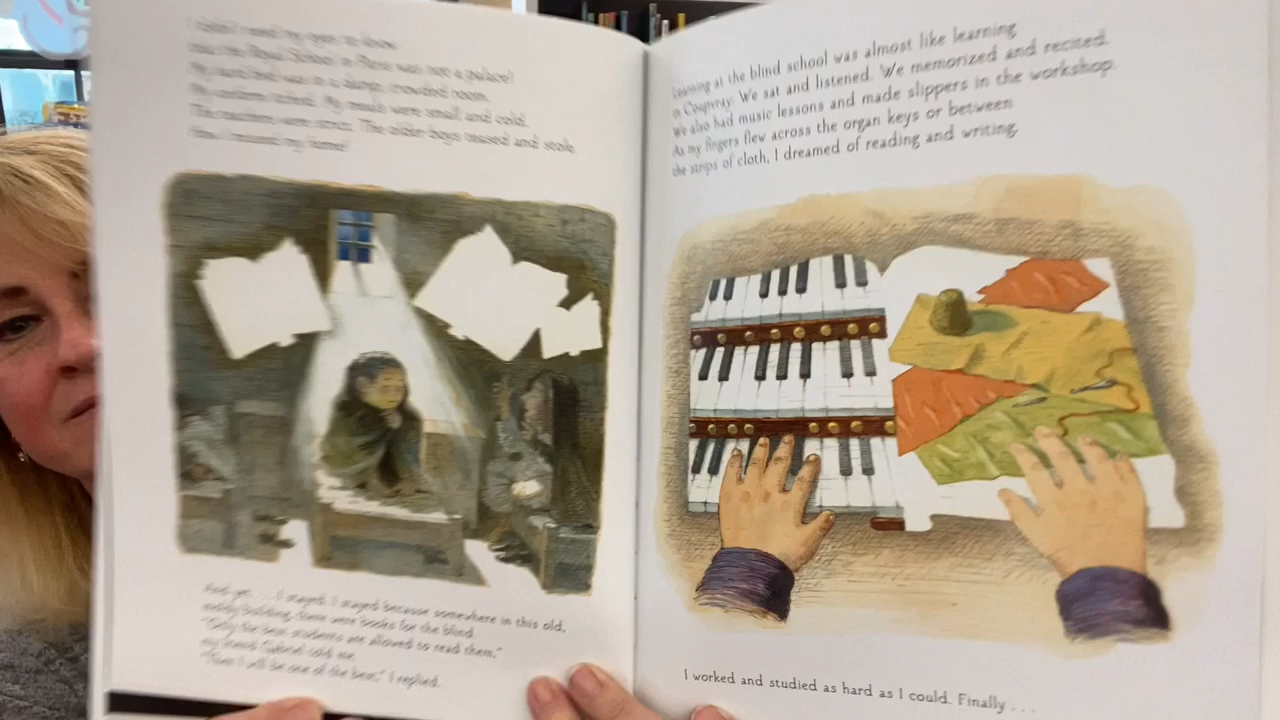 I didn't need my eyes to know
that the Royal School in Paris was not a palace!
My hard bed was in a damp, crowded room.
My uniform itched. My meals were small and cold.
The teachers were strict. The older boys teased and stole.
How I missed my home!
And yet . . . I stayed. I stayed because somewhere in this old,
building, there were books for the blind.
"Only the best students are allowed to read them,"
my friend Gabriel told me.
"Then I will be one of the best," I replied.
Learning at the blind school was almost like learning
in Coupvray. We sat and listened. We memorized and recited.
We also had music lessons and made slippers in the workshop.
As my fingers flew across the organ keys or between
the strips of cloth, I dreamed of reading and writing.
I worked and studied as hard as I could. Finally . . .